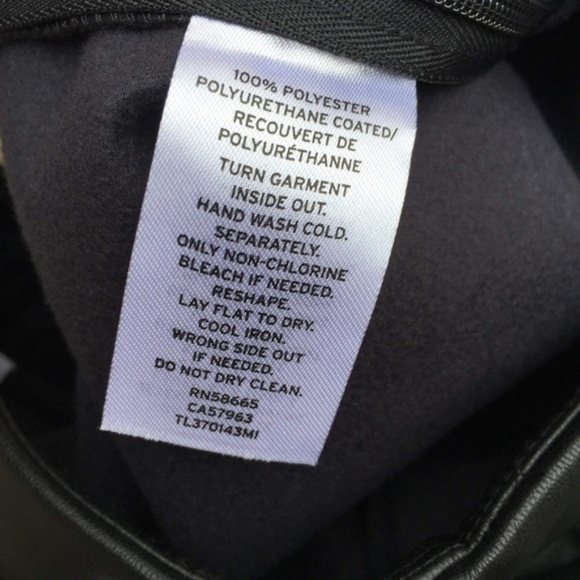 100% POLYESTER
POLYURETHANE COATED/
RECOUVERT DE
POLYURÉTHANNE
TURN GARMENT
INSIDE OUT.
HAND WASH COLD.
SEPARATELY.
ONLY NON-CHLORINE
BLEACH IF NEEDED.
RESHAPE.
LAY FLAT TO DRY.
COOL IRON.
WRONG SIDE OUT
IF NEEDED.
DO NOT DRY CLEAN.
RN58665
CA57963
TL370143MI